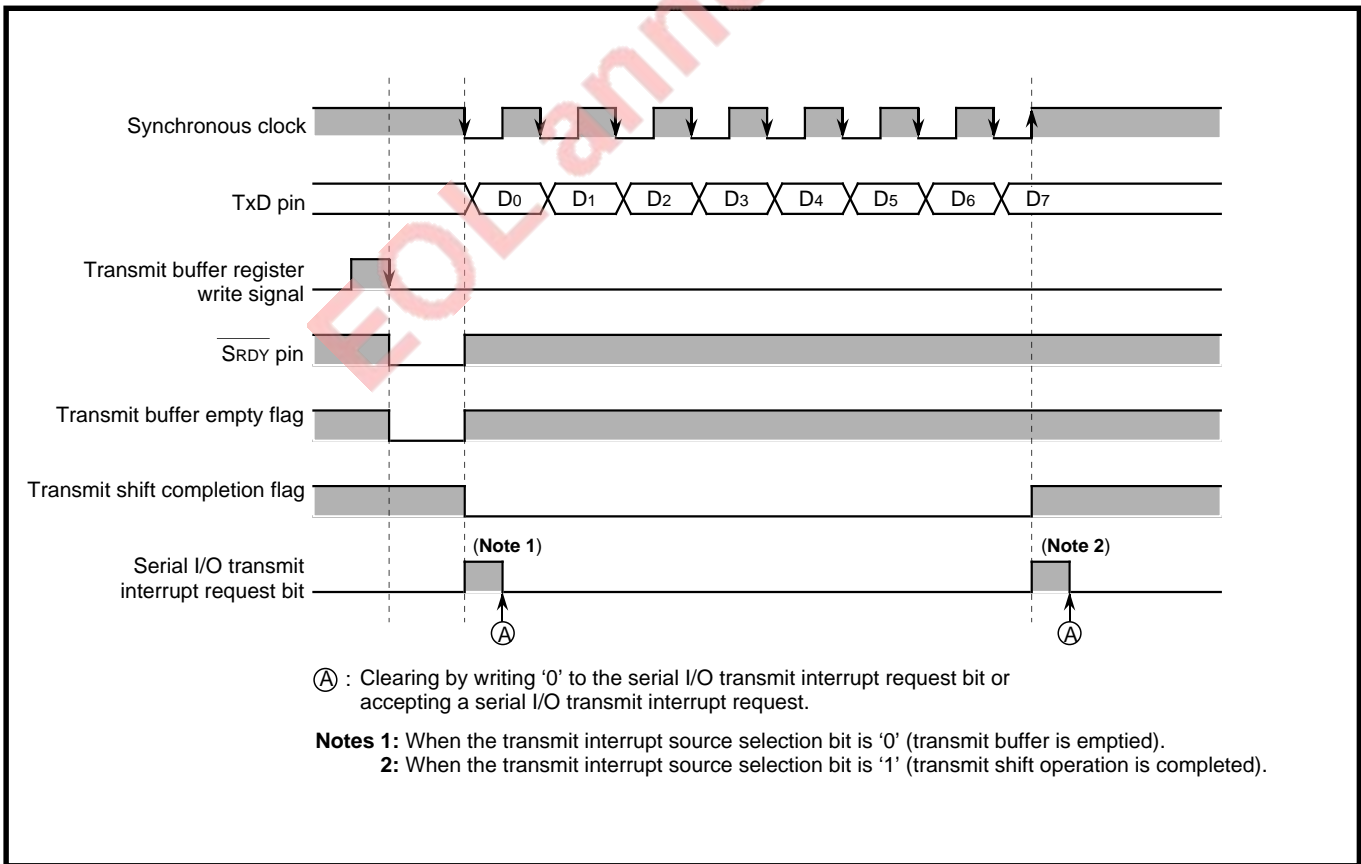 EOL ann
Synchronous clock
TxD pin
D0 D1 D2 D3 D4 D5 D6 D7
Transmit buffer register
write signal
SRDY pin
Transmit buffer empty flag
Transmit shift completion flag
(Note 1) (Note 2)
Serial I/O transmit
interrupt request bit
A A
A : Clearing by writing ‘0’ to the serial I/O transmit interrupt request bit or
accepting a serial I/O transmit interrupt request.
Notes 1: When the transmit interrupt source selection bit is ‘0’ (transmit buffer is emptied).
2: When the transmit interrupt source selection bit is ‘1’ (transmit shift operation is completed).